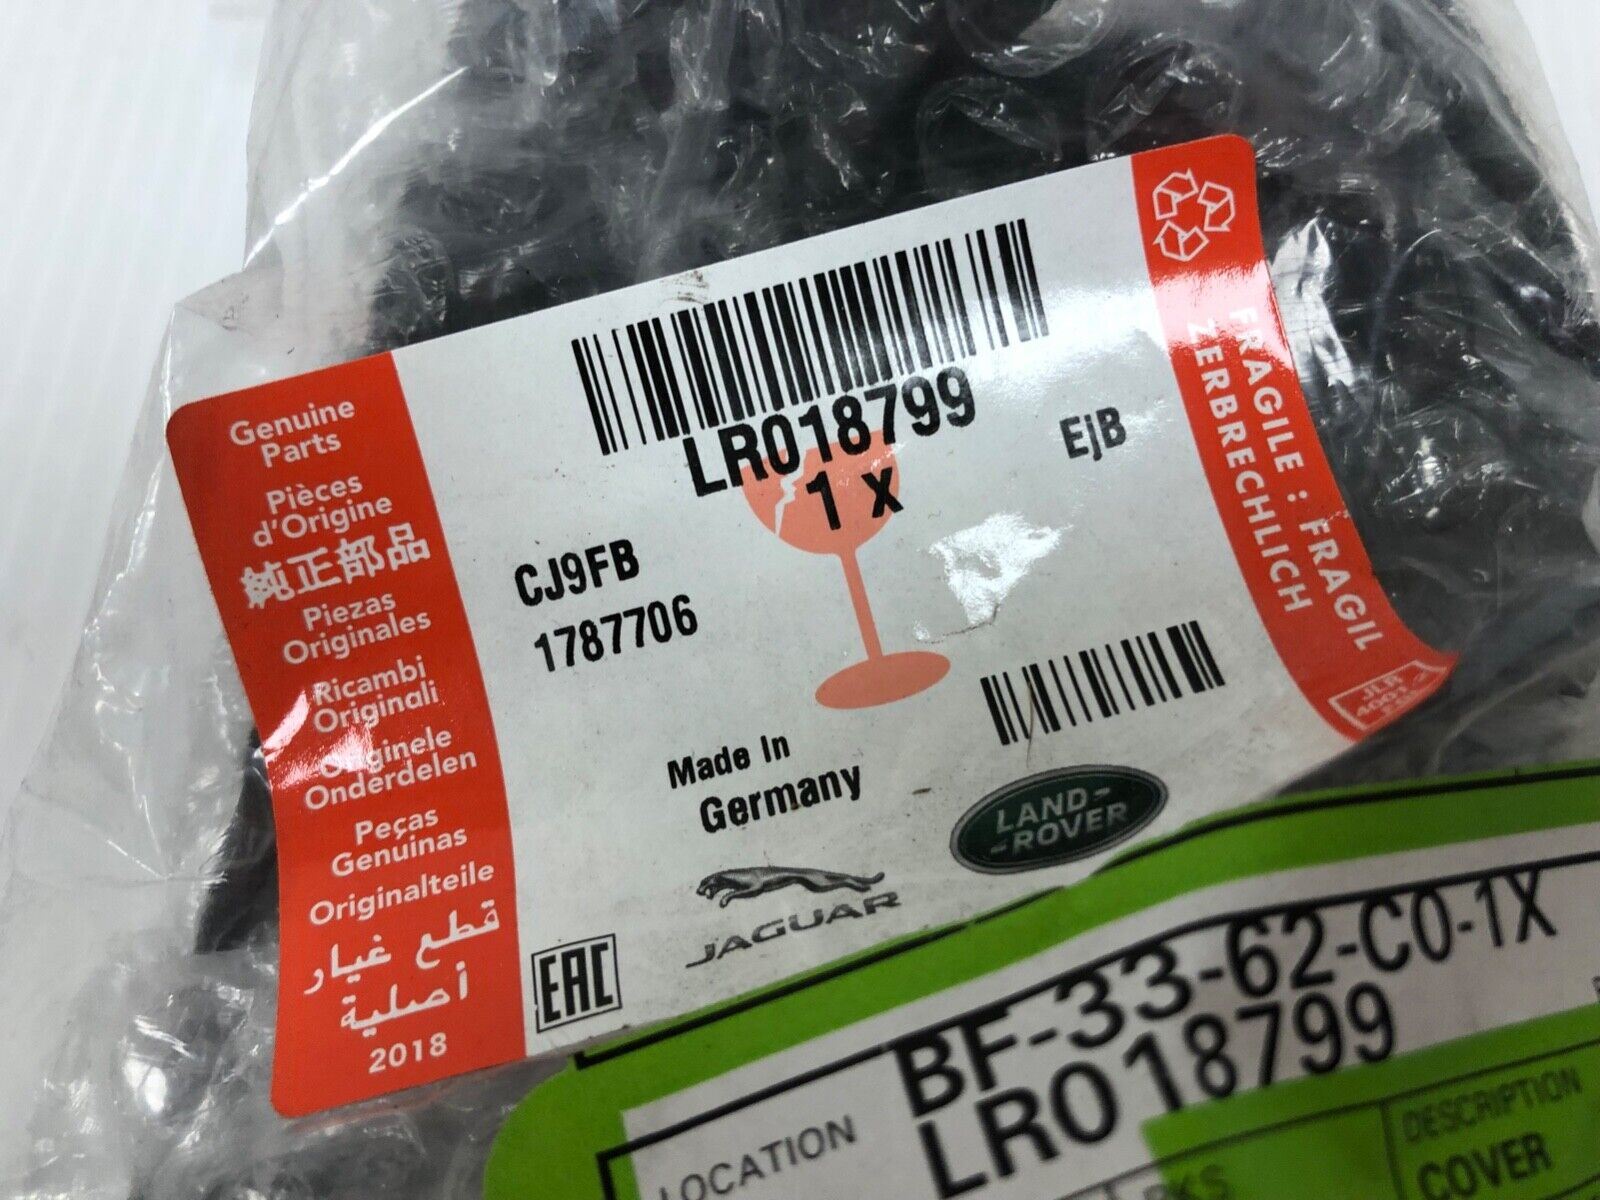 Genuine
Parts
Pièces
d'Origine
純正部品
Piezas
Originales
Ricambi
Originali
Originele
Onderdelen
Peças
Genuinas
Originalteile
قطع غيار
أصلية
2018
LR018799
1 x
EjB
CJ9FB
1787706
Made In
Germany
JAGUAR
LAND-
-ROVER
EAC
FRAGILE : FRAGIL
ZERBRECHLICH
JLR
BF-33-62-C0-1X
LR018799
LOCATION
DESCRIPTION
COVER